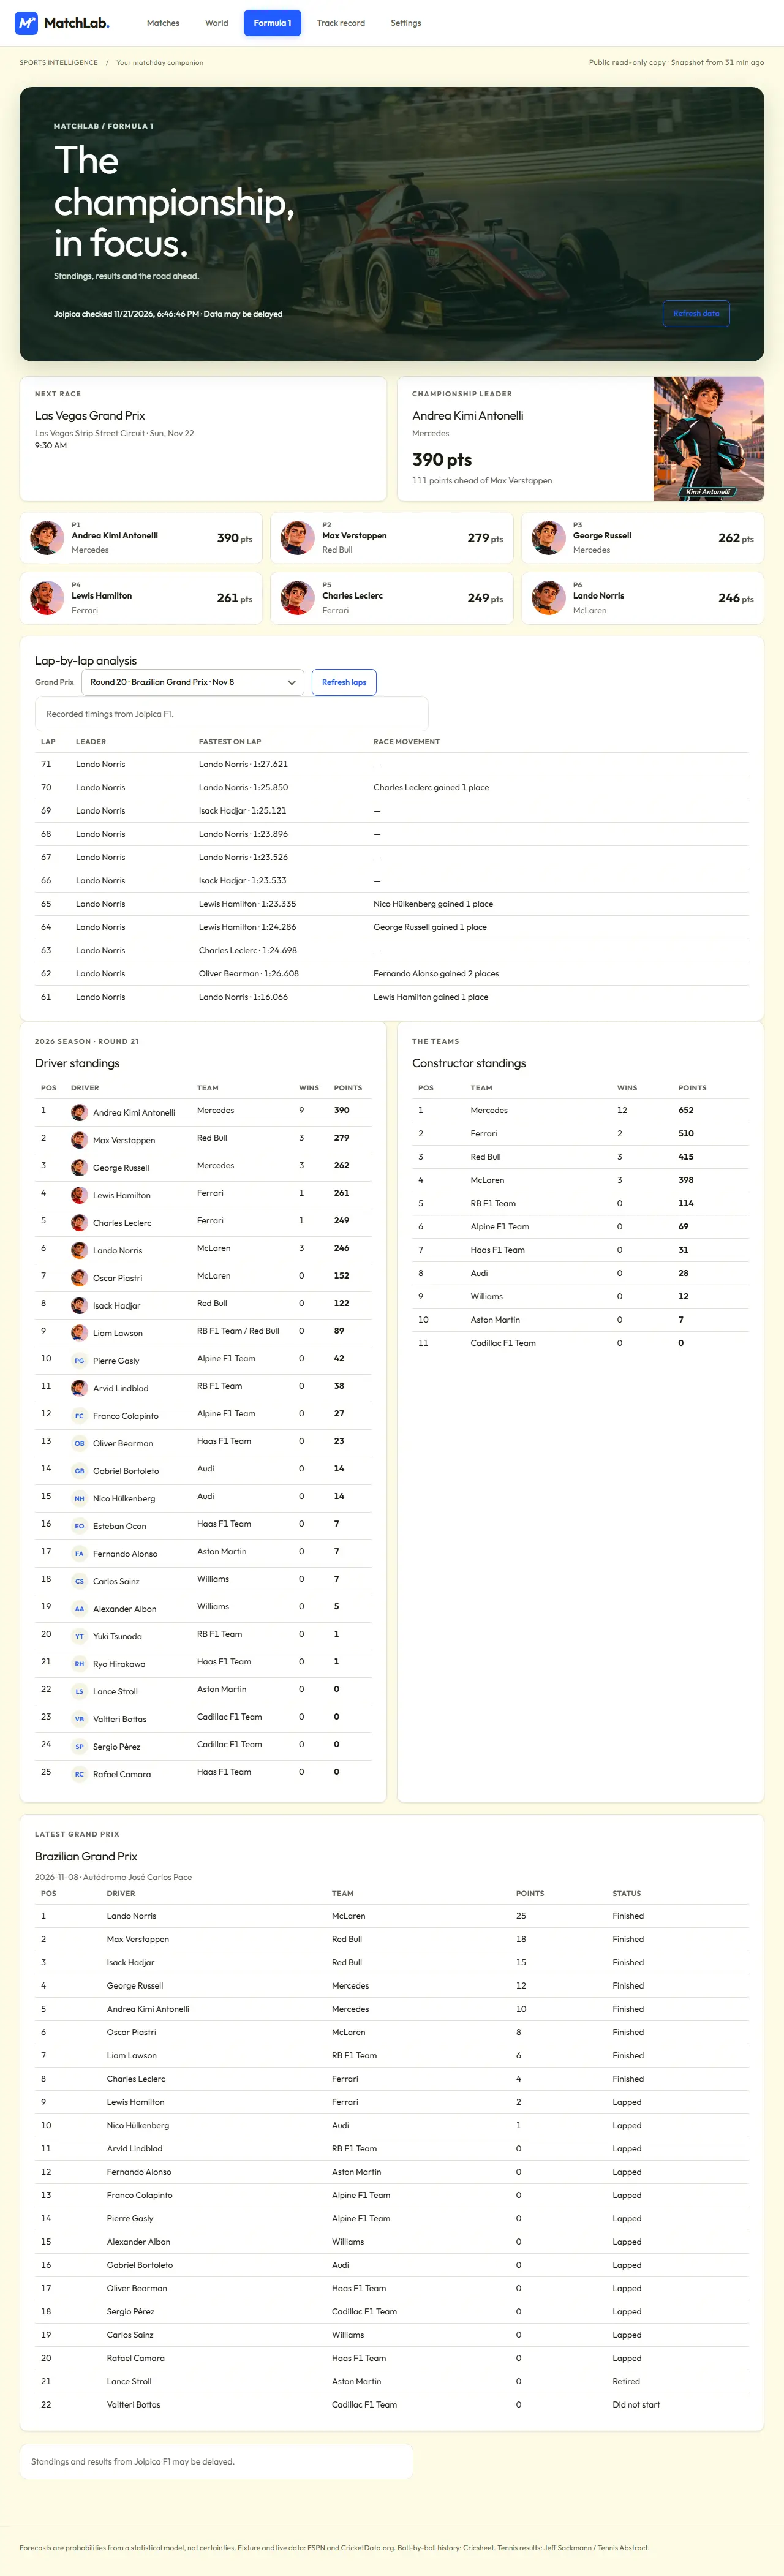 MatchLab.
Matches World Formula 1 Track record Settings
SPORTS INTELLIGENCE / Your matchday companion Public read-only copy · Snapshot from 31 min ago
MATCHLAB / FORMULA 1
The
championship,
in focus.
Standings, results and the road ahead.
Jolpica checked 11/21/2026, 6:46:46 PM · Data may be delayed Refresh data
NEXT RACE
Las Vegas Grand Prix
Las Vegas Strip Street Circuit · Sun, Nov 22
9:30 AM
CHAMPIONSHIP LEADER
Andrea Kimi Antonelli
Mercedes
390 pts
111 points ahead of Max Verstappen
Kimi Antonelli
P1
Andrea Kimi Antonelli
Mercedes
390 pts
P2
Max Verstappen
Red Bull
279 pts
P3
George Russell
Mercedes
262 pts
P4
Lewis Hamilton
Ferrari
261 pts
P5
Charles Leclerc
Ferrari
249 pts
P6
Lando Norris
McLaren
246 pts
Lap-by-lap analysis
Grand Prix Round 20 · Brazilian Grand Prix · Nov 8 Refresh laps
Recorded timings from Jolpica F1.
LAP LEADER FASTEST ON LAP RACE MOVEMENT
71 Lando Norris Lando Norris · 1:27.621 —
70 Lando Norris Lando Norris · 1:25.850 Charles Leclerc gained 1 place
69 Lando Norris Isack Hadjar · 1:25.121 —
68 Lando Norris Lando Norris · 1:23.896 —
67 Lando Norris Lando Norris · 1:23.526 —
66 Lando Norris Isack Hadjar · 1:23.533 —
65 Lando Norris Lewis Hamilton · 1:23.335 Nico Hülkenberg gained 1 place
64 Lando Norris Lewis Hamilton · 1:24.286 George Russell gained 1 place
63 Lando Norris Charles Leclerc · 1:24.698 —
62 Lando Norris Oliver Bearman · 1:26.608 Fernando Alonso gained 2 places
61 Lando Norris Lando Norris · 1:16.066 Lewis Hamilton gained 1 place
2026 SEASON · ROUND 21
Driver standings
POS DRIVER TEAM WINS POINTS
1 Andrea Kimi Antonelli Mercedes 9 390
2 Max Verstappen Red Bull 3 279
3 George Russell Mercedes 3 262
4 Lewis Hamilton Ferrari 1 261
5 Charles Leclerc Ferrari 1 249
6 Lando Norris McLaren 3 246
7 Oscar Piastri McLaren 0 152
8 Isack Hadjar Red Bull 0 122
9 Liam Lawson RB F1 Team / Red Bull 0 89
10 PG Pierre Gasly Alpine F1 Team 0 42
11 Arvid Lindblad RB F1 Team 0 38
12 FC Franco Colapinto Alpine F1 Team 0 27
13 OB Oliver Bearman Haas F1 Team 0 23
14 GB Gabriel Bortoleto Audi 0 14
15 NH Nico Hülkenberg Audi 0 14
16 EO Esteban Ocon Haas F1 Team 0 7
17 FA Fernando Alonso Aston Martin 0 7
18 CS Carlos Sainz Williams 0 7
19 AA Alexander Albon Williams 0 5
20 YT Yuki Tsunoda RB F1 Team 0 1
21 RH Ryo Hirakawa Haas F1 Team 0 1
22 LS Lance Stroll Aston Martin 0 0
23 VB Valtteri Bottas Cadillac F1 Team 0 0
24 SP Sergio Pérez Cadillac F1 Team 0 0
25 RC Rafael Camara Haas F1 Team 0 0
THE TEAMS
Constructor standings
POS TEAM WINS POINTS
1 Mercedes 12 652
2 Ferrari 2 510
3 Red Bull 3 415
4 McLaren 3 398
5 RB F1 Team 0 114
6 Alpine F1 Team 0 69
7 Haas F1 Team 0 31
8 Audi 0 28
9 Williams 0 12
10 Aston Martin 0 7
11 Cadillac F1 Team 0 0
LATEST GRAND PRIX
Brazilian Grand Prix
2026-11-08 · Autódromo José Carlos Pace
POS DRIVER TEAM POINTS STATUS
1 Lando Norris McLaren 25 Finished
2 Max Verstappen Red Bull 18 Finished
3 Isack Hadjar Red Bull 15 Finished
4 George Russell Mercedes 12 Finished
5 Andrea Kimi Antonelli Mercedes 10 Finished
6 Oscar Piastri McLaren 8 Finished
7 Liam Lawson RB F1 Team 6 Finished
8 Charles Leclerc Ferrari 4 Finished
9 Lewis Hamilton Ferrari 2 Lapped
10 Nico Hülkenberg Audi 1 Lapped
11 Arvid Lindblad RB F1 Team 0 Lapped
12 Fernando Alonso Aston Martin 0 Lapped
13 Franco Colapinto Alpine F1 Team 0 Lapped
14 Pierre Gasly Alpine F1 Team 0 Lapped
15 Alexander Albon Williams 0 Lapped
16 Gabriel Bortoleto Audi 0 Lapped
17 Oliver Bearman Haas F1 Team 0 Lapped
18 Sergio Pérez Cadillac F1 Team 0 Lapped
19 Carlos Sainz Williams 0 Lapped
20 Rafael Camara Haas F1 Team 0 Lapped
21 Lance Stroll Aston Martin 0 Retired
22 Valtteri Bottas Cadillac F1 Team 0 Did not start
Standings and results from Jolpica F1 may be delayed.
Forecasts are probabilities from a statistical model, not certainties. Fixture and live data: ESPN and CricketData.org. Ball-by-ball history: Cricsheet. Tennis results: Jeff Sackmann / Tennis Abstract.